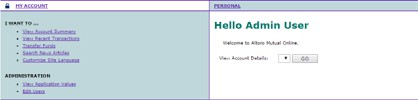 MY ACCOUNT
PERSONAL
I WANT TO ...
View Account Summary
View Recent Transactions
Transfer Funds
Search News Articles
Customize Site Language
ADMINISTRATION
View Application Values
Edit Users
Hello Admin User
Welcome to Altoro Mutual Online.
View Account Details:
GO